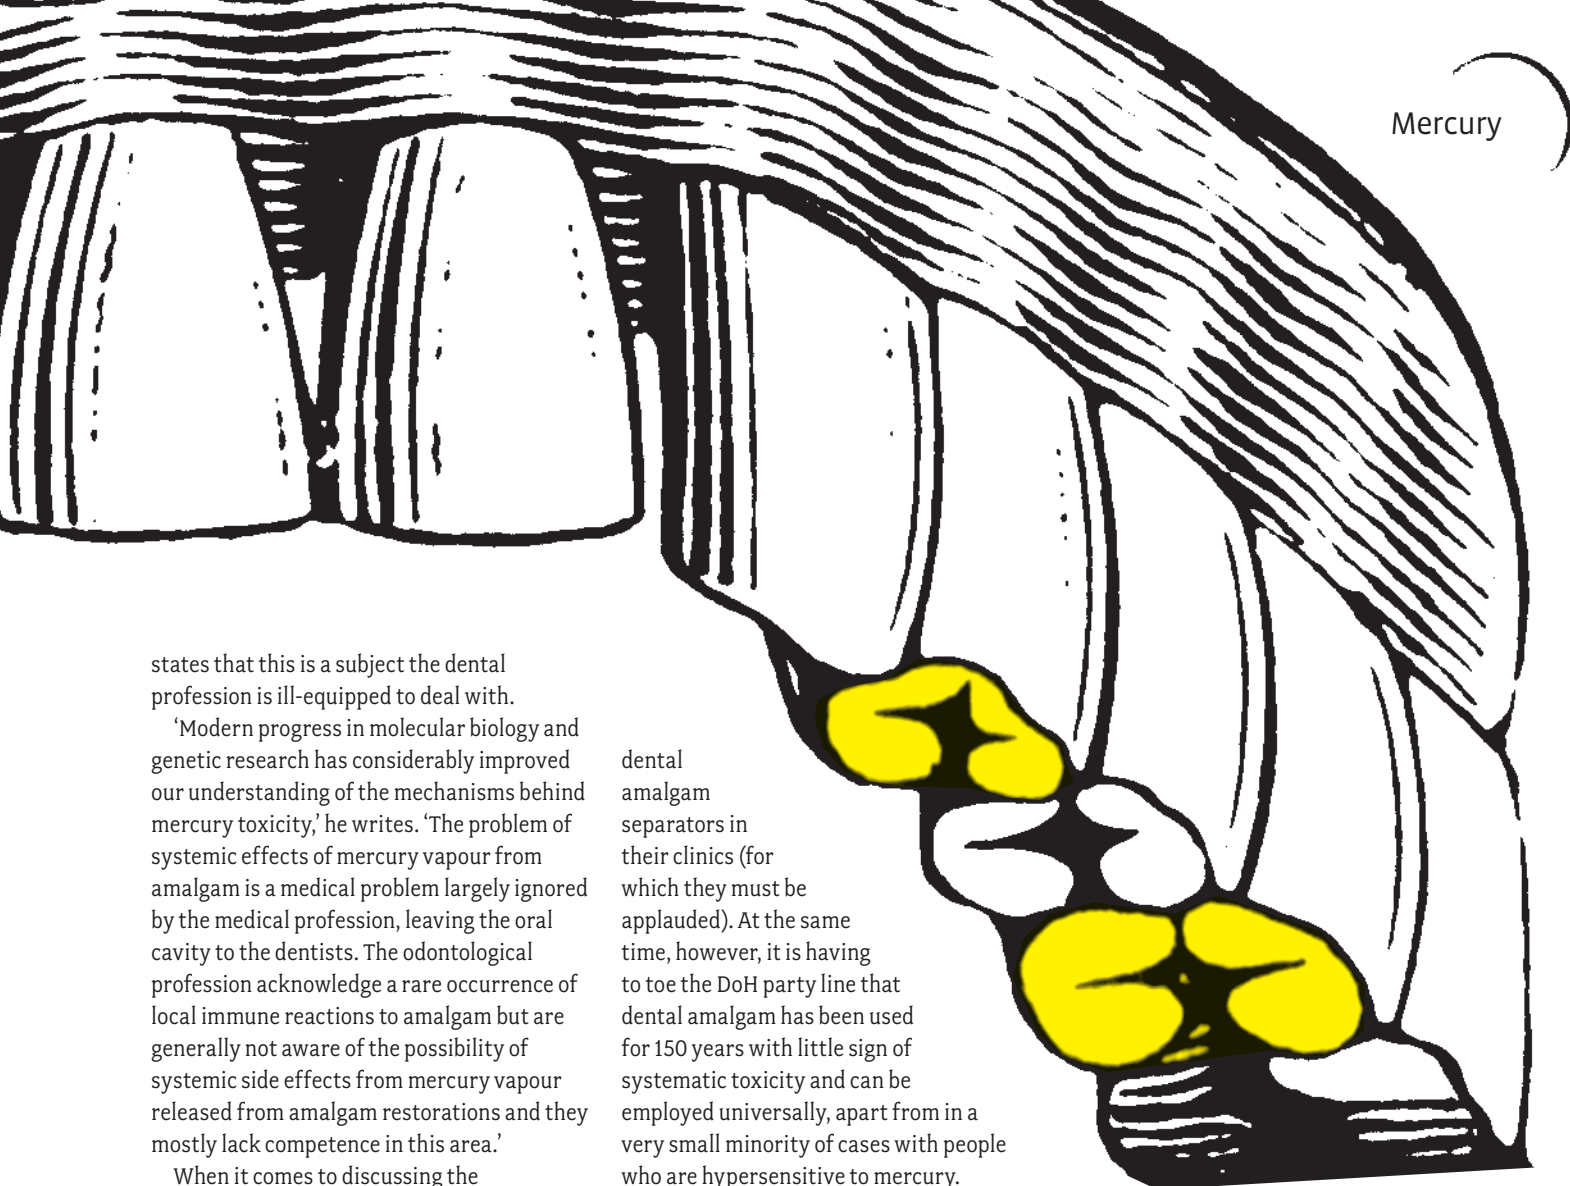 Mercury
states that this is a subject the dental
profession is ill-equipped to deal with.
‘Modern progress in molecular biology and
genetic research has considerably improved
our understanding of the mechanisms behind
mercury toxicity,’ he writes. ‘The problem of
systemic effects of mercury vapour from
amalgam is a medical problem largely ignored
by the medical profession, leaving the oral
cavity to the dentists. The odontological
profession acknowledge a rare occurrence of
local immune reactions to amalgam but are
generally not aware of the possibility of
systemic side effects from mercury vapour
released from amalgam restorations and they
mostly lack competence in this area.’
When it comes to discussing the
dental
amalgam
separators in
their clinics (for
which they must be
applauded). At the same
time, however, it is having
to toe the DoH party line that
dental amalgam has been used
for 150 years with little sign of
systematic toxicity and can be
employed universally, apart from in a
very small minority of cases with people
who are hypersensitive to mercury.